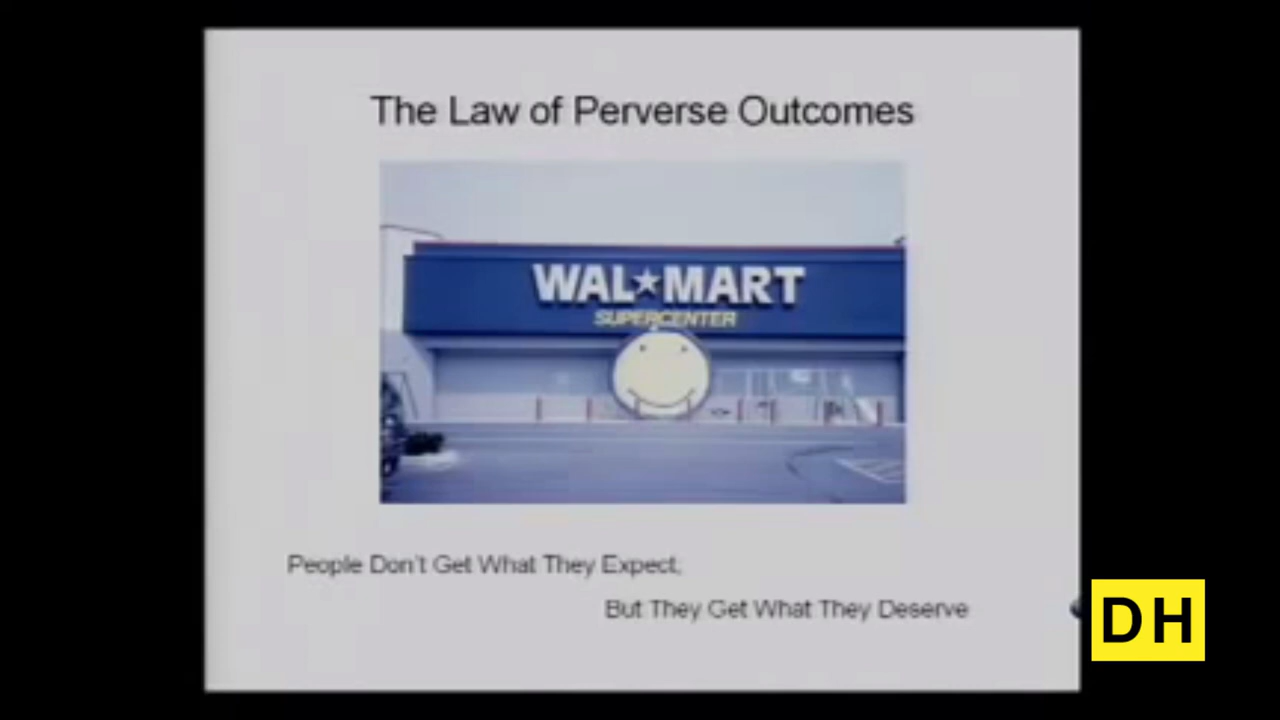 The Law of Perverse Outcomes
WAL★MART
SUPERCENTER
People Don't Get What They Expect,
But They Get What They Deserve
DH